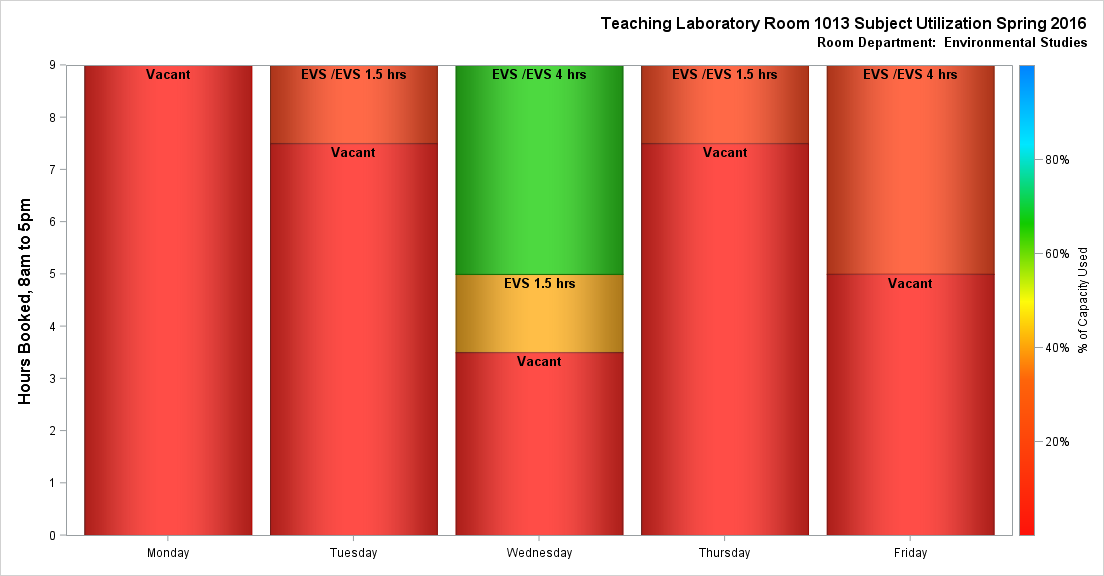 Teaching Laboratory Room 1013 Subject Utilization Spring 2016
Room Department:  Environmental Studies
Hours Booked, 8am to 5pm
9
8
7
6
5
4
3
2
1
0
Vacant
EVS /EVS 1.5 hrs
Vacant
EVS /EVS 4 hrs
EVS 1.5 hrs
Vacant
EVS /EVS 1.5 hrs
Vacant
EVS /EVS 4 hrs
Vacant
Monday
Tuesday
Wednesday
Thursday
Friday
80%
60%
40%
20%
% of Capacity Used